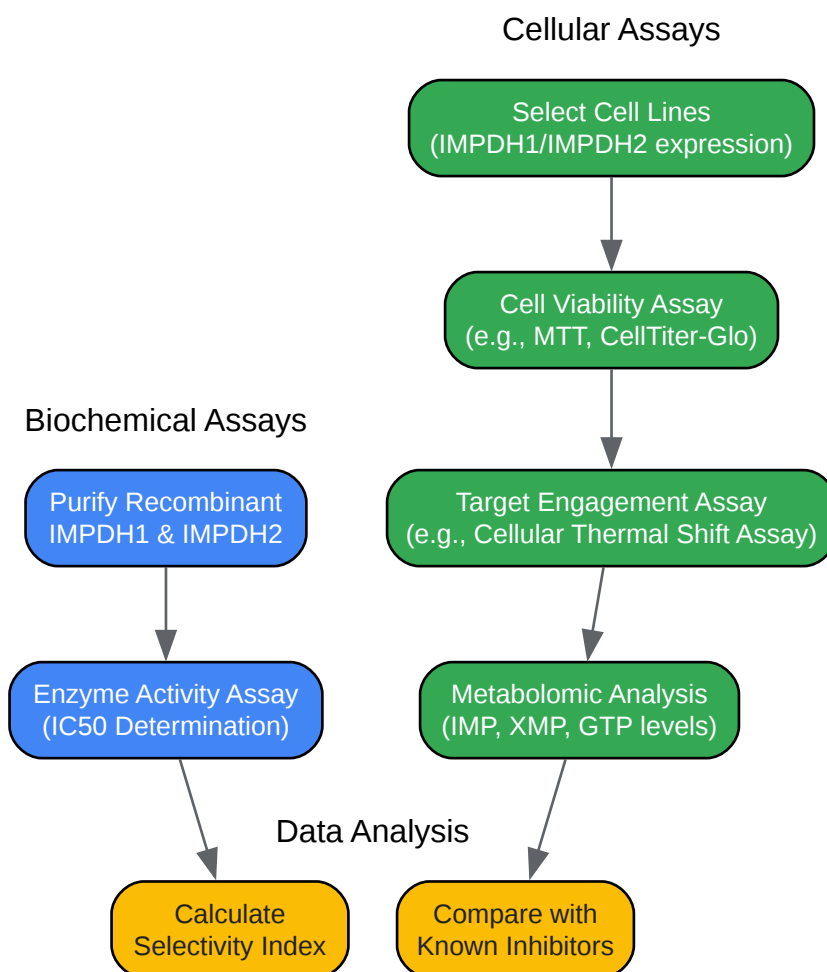 Cellular Assays
Select Cell Lines
(IMPDH1/IMPDH2 expression)
Cell Viability Assay
(e.g., MTT, CellTiter-Glo)
Biochemical Assays
Purify Recombinant
IMPDH1 & IMPDH2
Target Engagement Assay
(e.g., Cellular Thermal Shift Assay)
Enzyme Activity Assay
(IC50 Determination)
Metabolomic Analysis
(IMP, XMP, GTP levels)
Data Analysis
Calculate
Selectivity Index
Compare with
Known Inhibitors